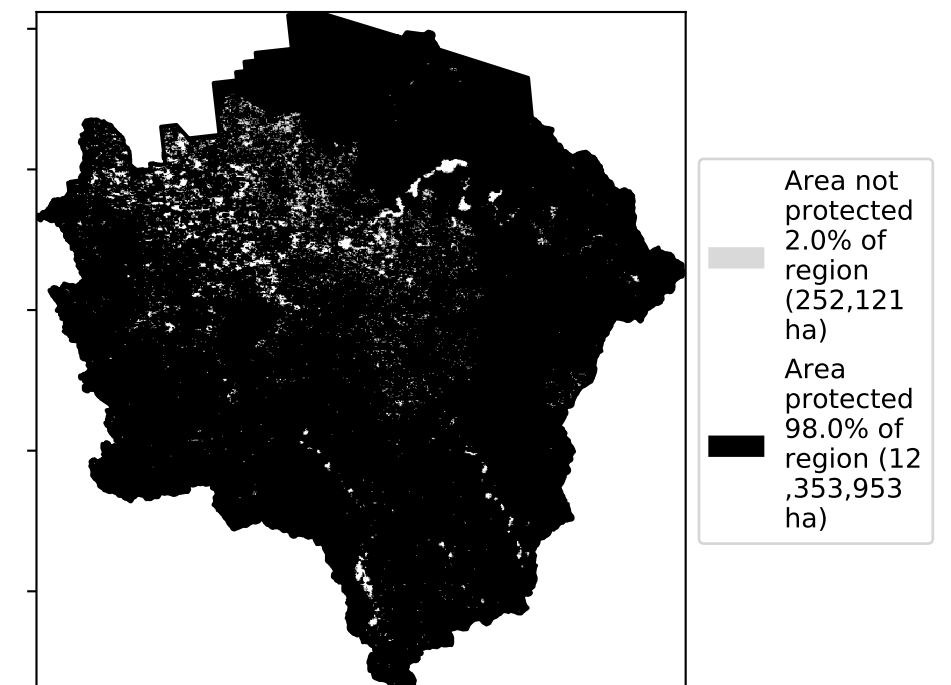 Area not
protected
2.0% of
region
(252,121
ha)
Area
protected
98.0% of
region (12
,353,953
ha)